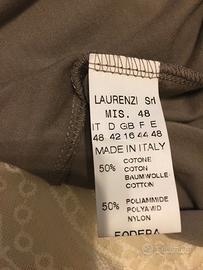 LAURENZI Srl
MIS. 48
IT D GB F E
48 42 16 44 48
MADE IN ITALY
50% COTONE
COTON
BAUMWOLLE
COTTON
50% POLIAMMIDE
POLYAMID
NYLON
FODERA